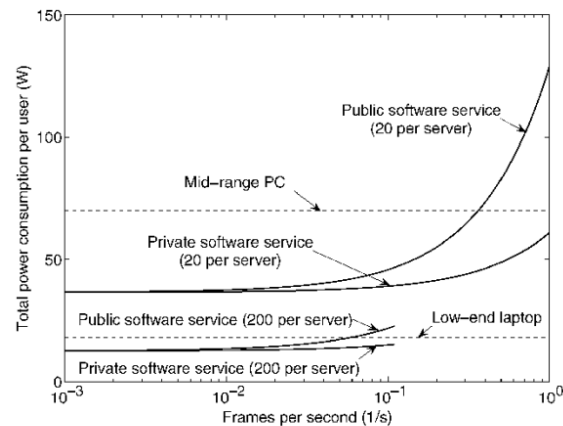 150
100
50
0
Total power consumption per user (W)
Public software service
(20 per server)
Mid-range PC
Private software service
(20 per server)
Public software service (200 per server)
Low-end laptop
Private software service (200 per server)
10⁻³
10⁻²
10⁻¹
10⁰
Frames per second (1/s)